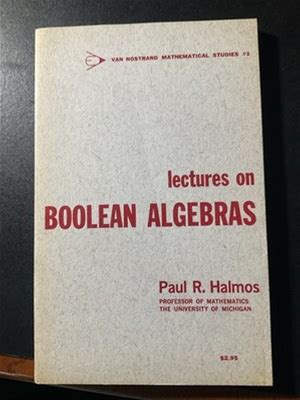 VAN NOSTRAND MATHEMATICAL STUDIES #1
lectures on
BOOLEAN ALGEBRAS
Paul R. Halmos
PROFESSOR OF MATHEMATICS
THE UNIVERSITY OF MICHIGAN
$2.95